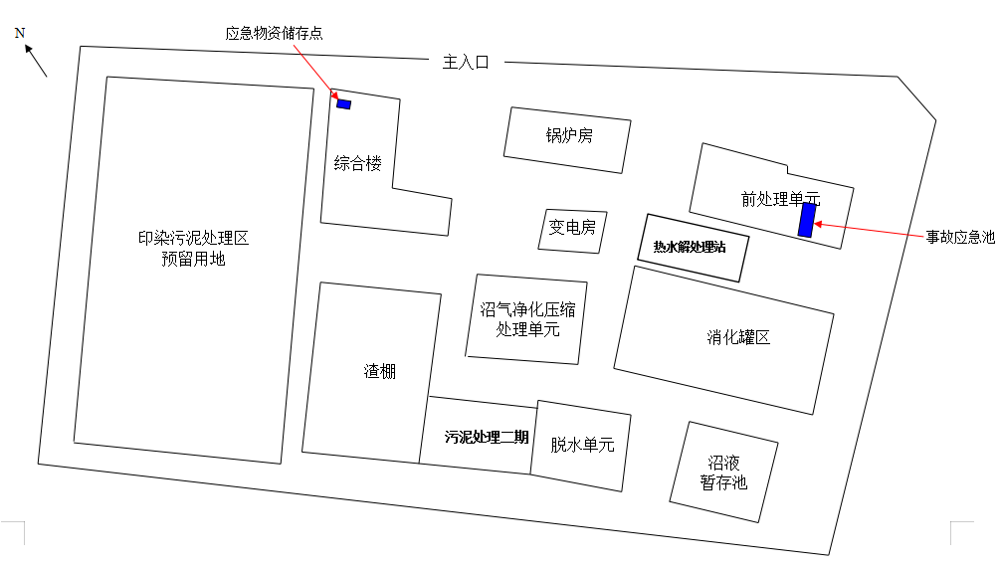 N
应急物资储存点
主入口
锅炉房
综合楼
前处理单元
变电房
事故应急池
印染污泥处理区
预留用地
热水解处理站
沼气净化压缩
处理单元
消化罐区
渣棚
污泥处理二期
脱水单元
沼液
暂存池